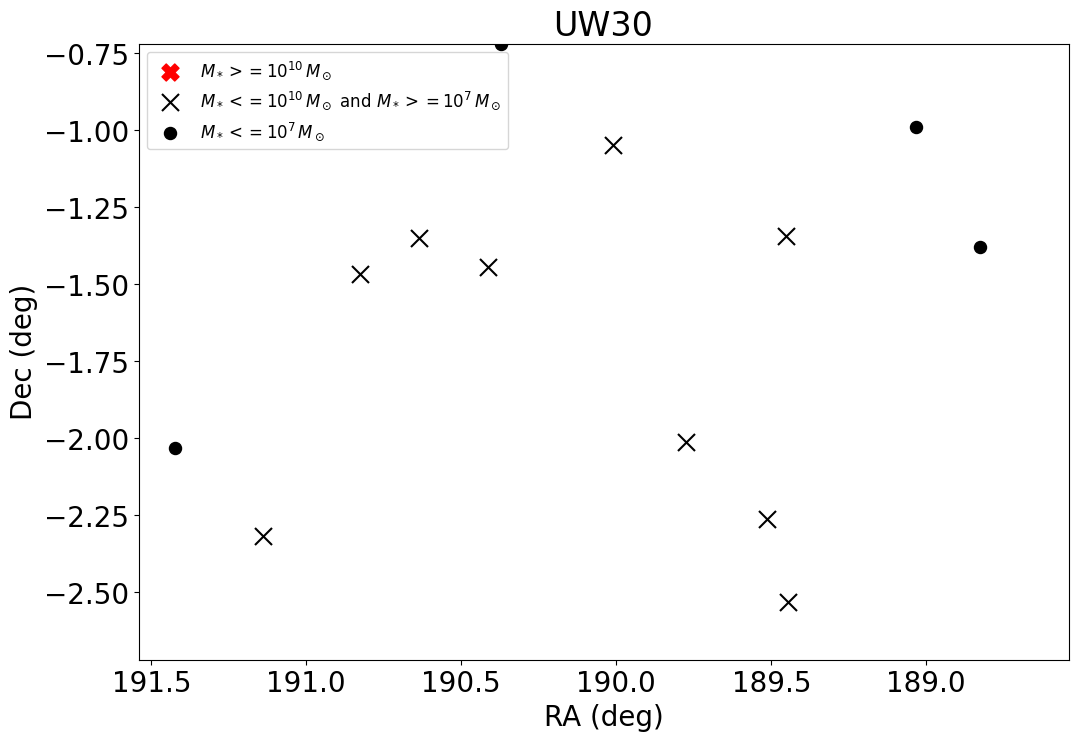 UW30
−0.75
−1.00
−1.25
−1.50
−1.75
−2.00
−2.25
−2.50
Dec (deg)
M* >= 10^10 M⊙
M* <= 10^10 M⊙ and M* >= 10^7 M⊙
M* <= 10^7 M⊙
191.5 191.0 190.5 190.0 189.5 189.0
RA (deg)